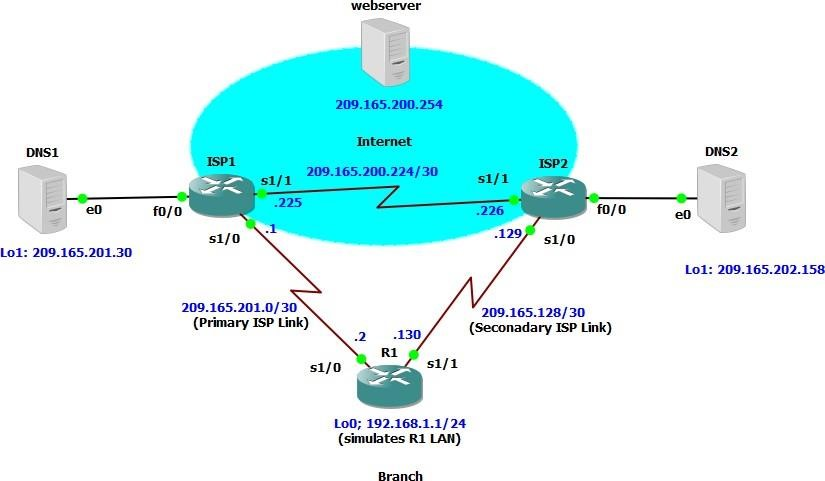 webserver
209.165.200.254
Internet
DNS1
ISP1
s1/1
209.165.200.224/30
s1/1
ISP2
DNS2
e0
f0/0
.225
.226
f0/0
e0
s1/0
.1
.129
s1/0
Lo1: 209.165.201.30
Lo1: 209.165.202.158
209.165.201.0/30
(Primary ISP Link)
209.165.128/30
(Seconadary ISP Link)
.2
.130
R1
s1/0
s1/1
Lo0; 192.168.1.1/24
(simulates R1 LAN)
Branch